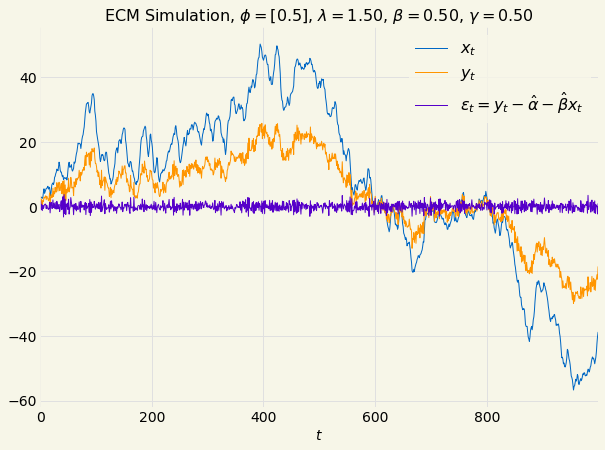 ECM Simulation, ϕ = [0.5], λ = 1.50, β = 0.50, γ = 0.50
x_t
y_t
ε_t = y_t − α̂ − β̂x_t
40
20
0
−20
−40
−60
0 200 400 600 800
t